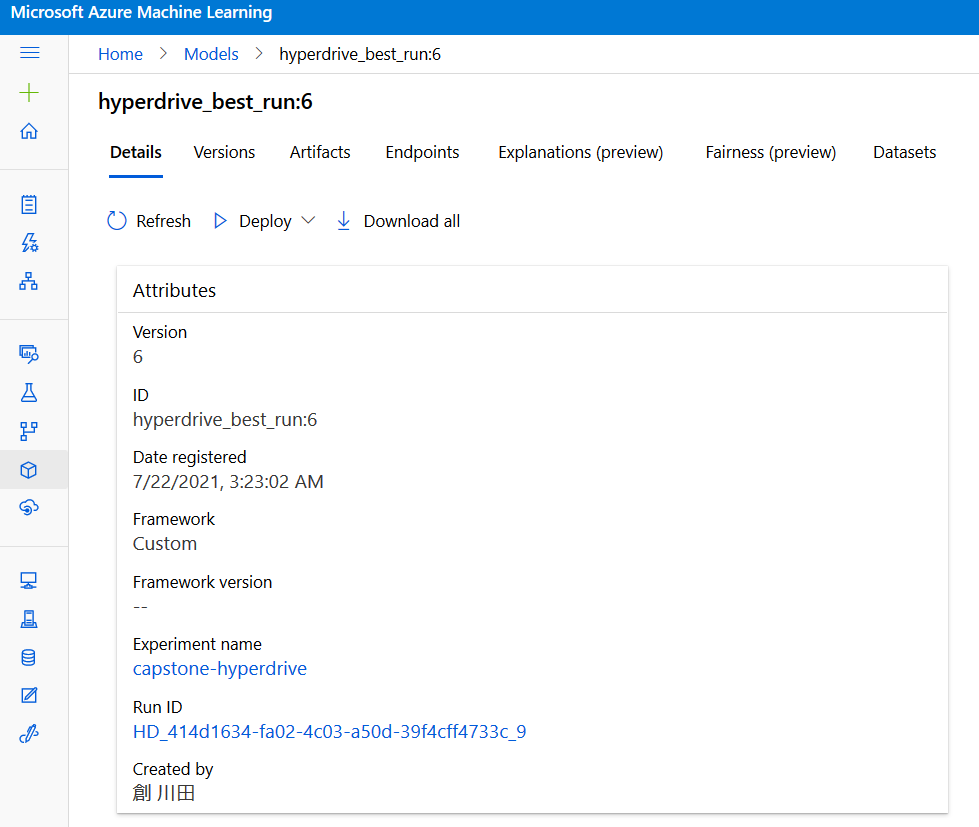 Microsoft Azure Machine Learning
Home > Models > hyperdrive_best_run:6
hyperdrive_best_run:6
Details Versions Artifacts Endpoints Explanations (preview) Fairness (preview) Datasets
Refresh Deploy Download all
Attributes
Version
6
ID
hyperdrive_best_run:6
Date registered
7/22/2021, 3:23:02 AM
Framework
Custom
Framework version
--
Experiment name
capstone-hyperdrive
Run ID
HD_414d1634-fa02-4c03-a50d-39f4cff4733c_9
Created by
創 川田